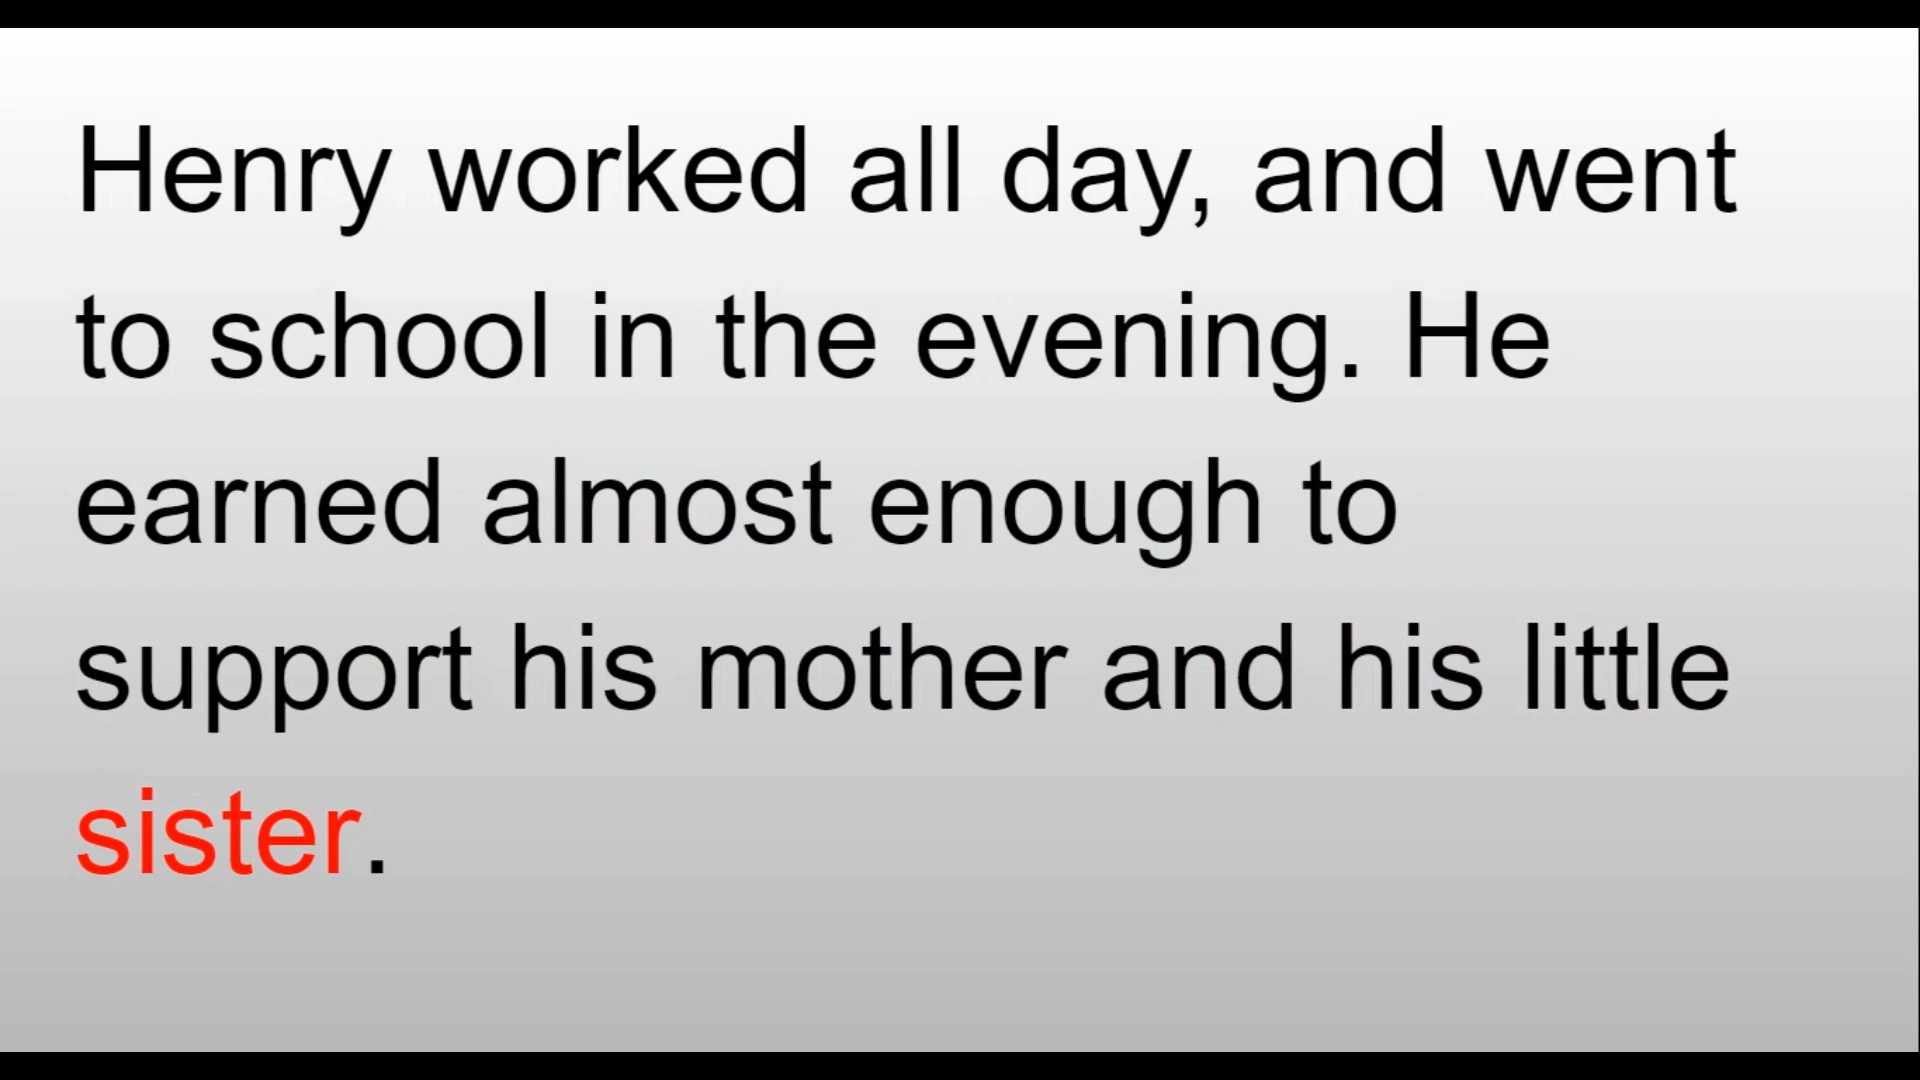 Henry worked all day, and went
to school in the evening. He
earned almost enough to
support his mother and his little
sister.